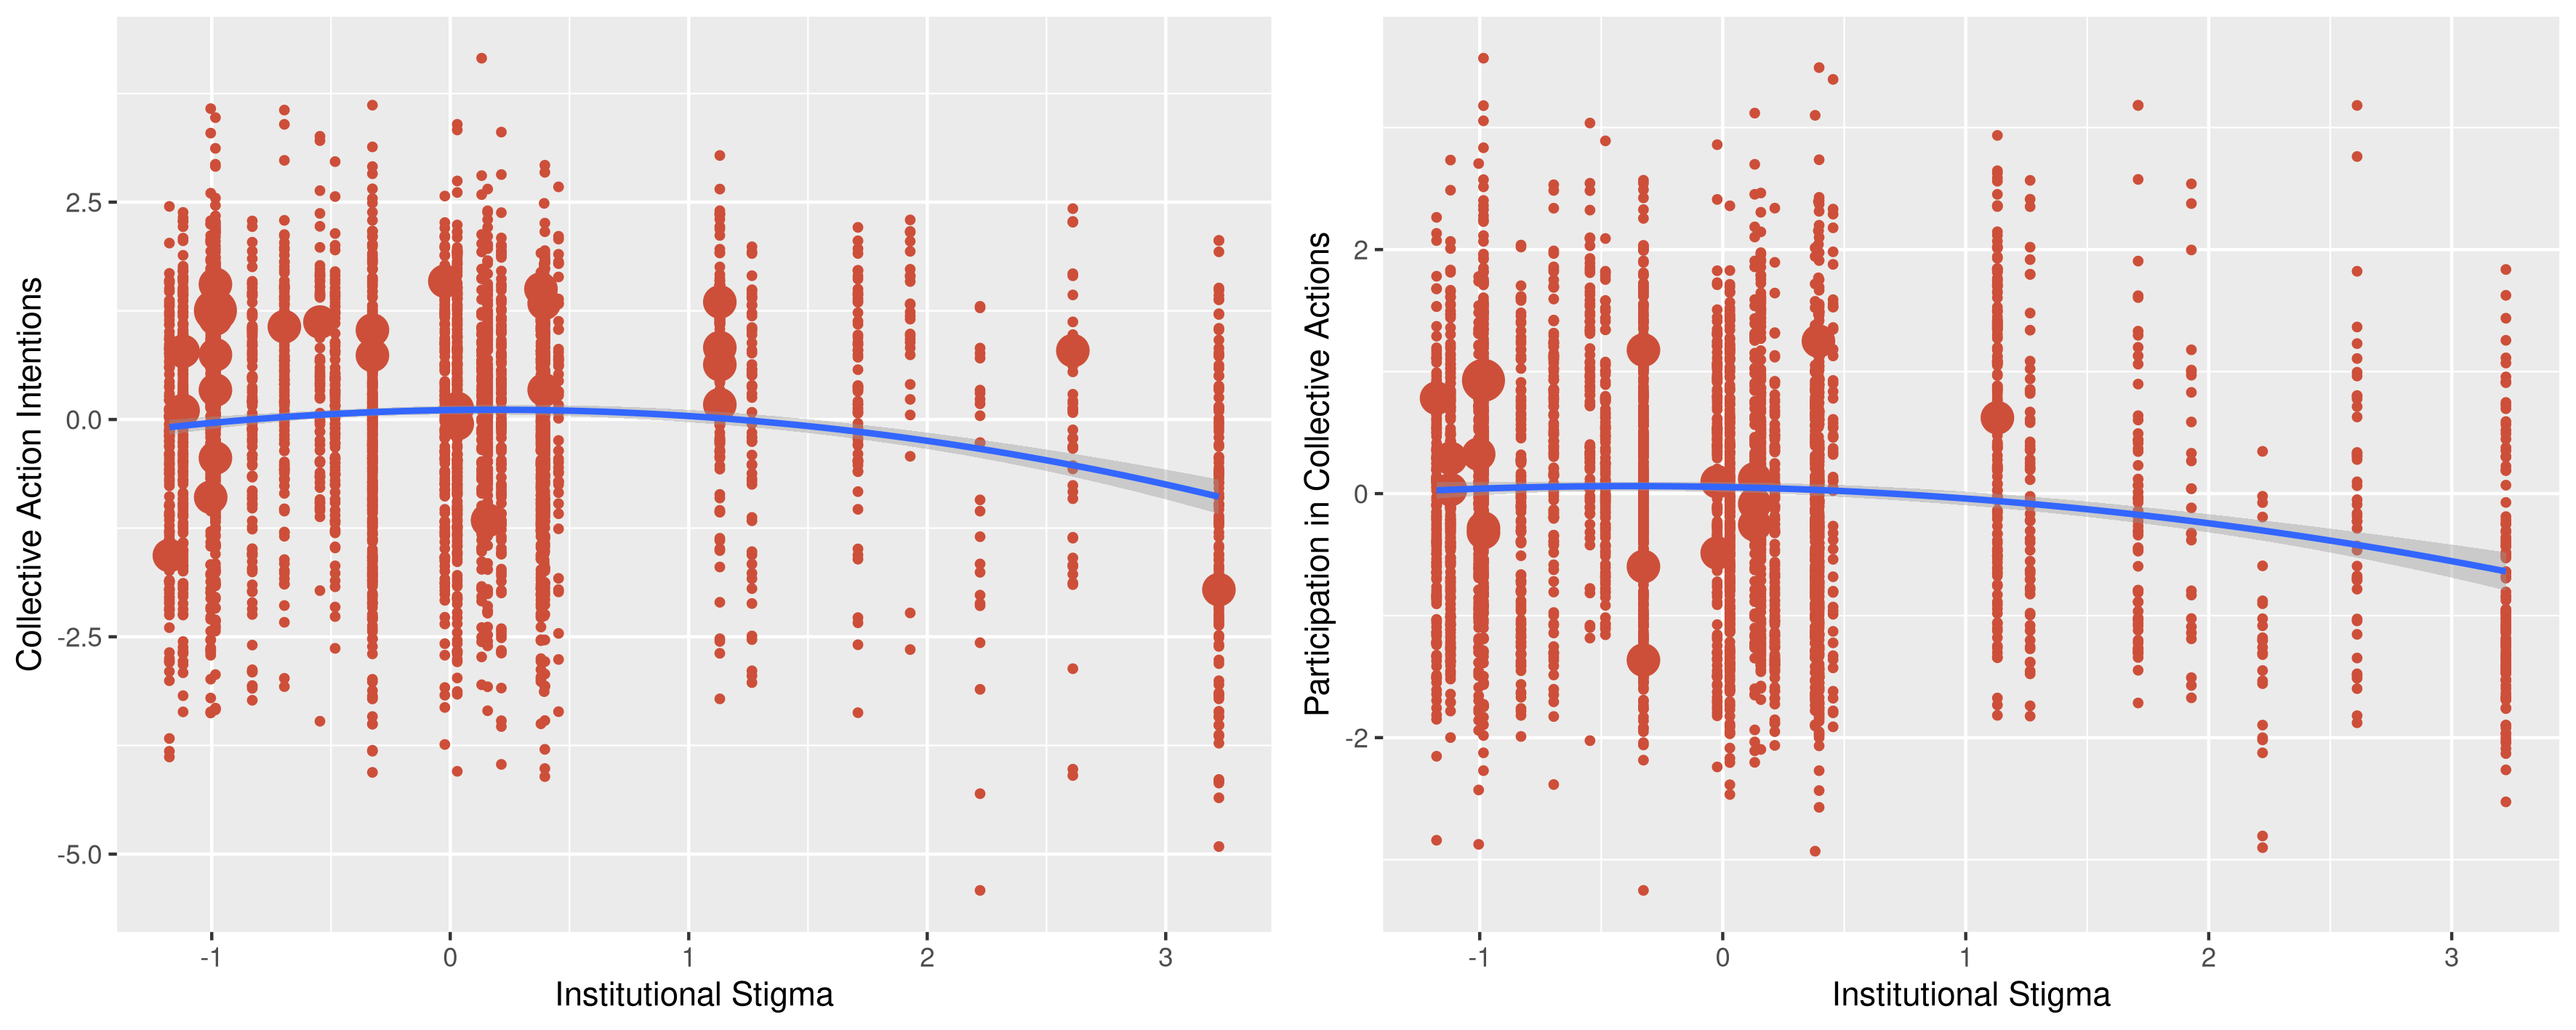 Collective Action Intentions
2.5
0.0
-2.5
-5.0
-1 0 1 2 3
Institutional Stigma
Participation in Collective Actions
2
0
-2
-1 0 1 2 3
Institutional Stigma